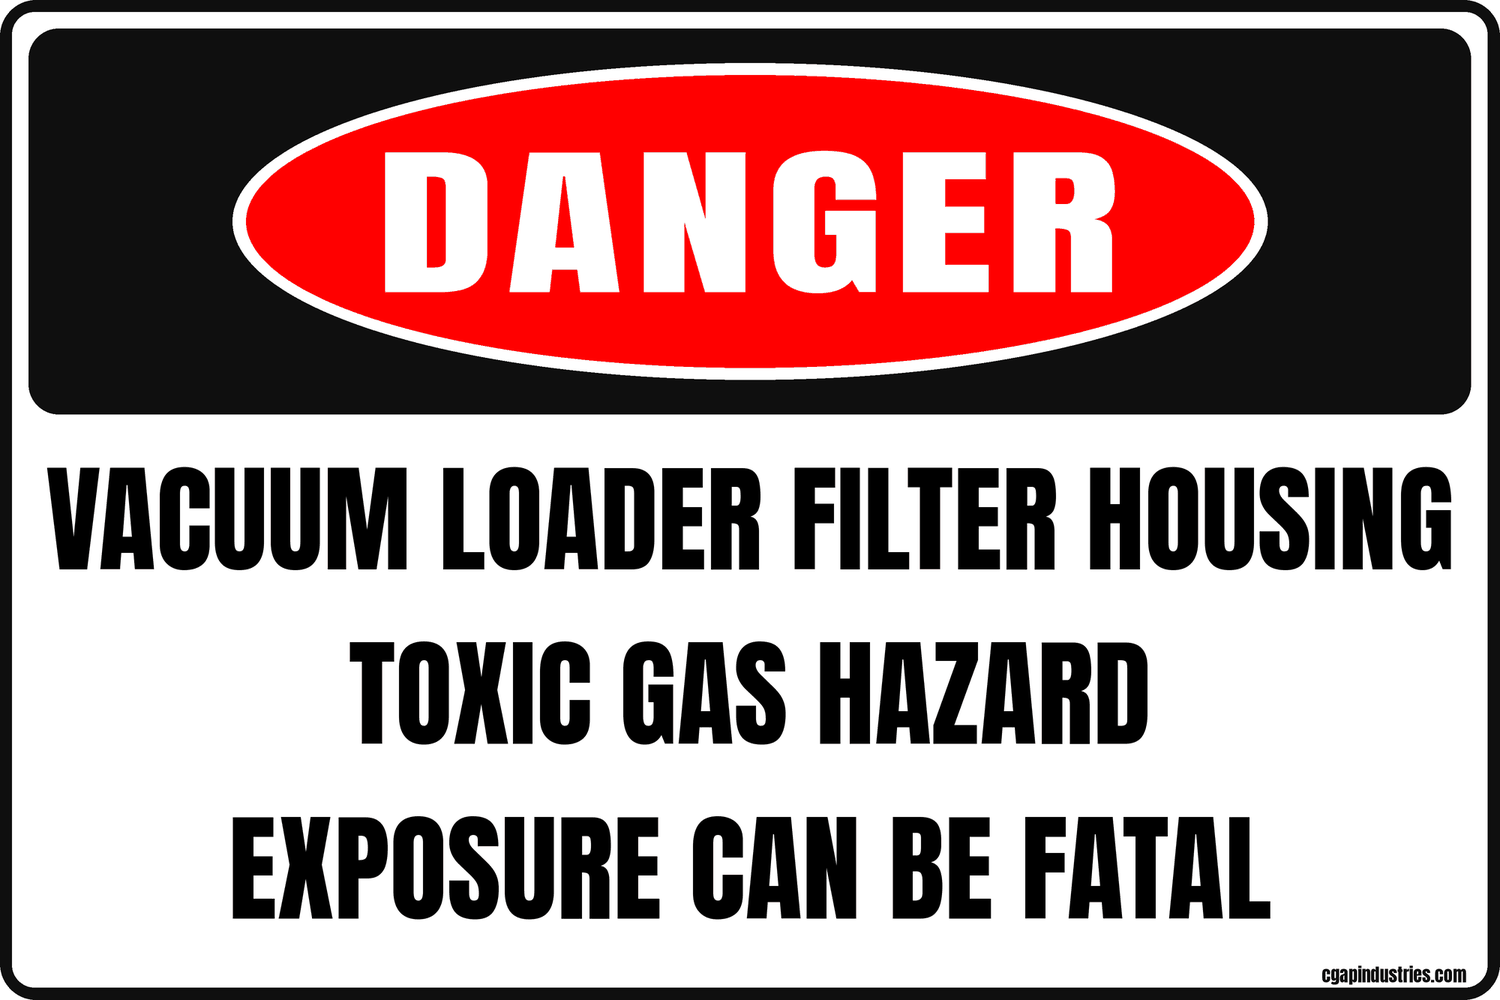 DANGER
VACUUM LOADER FILTER HOUSING
TOXIC GAS HAZARD
EXPOSURE CAN BE FATAL
cgapindustries.com